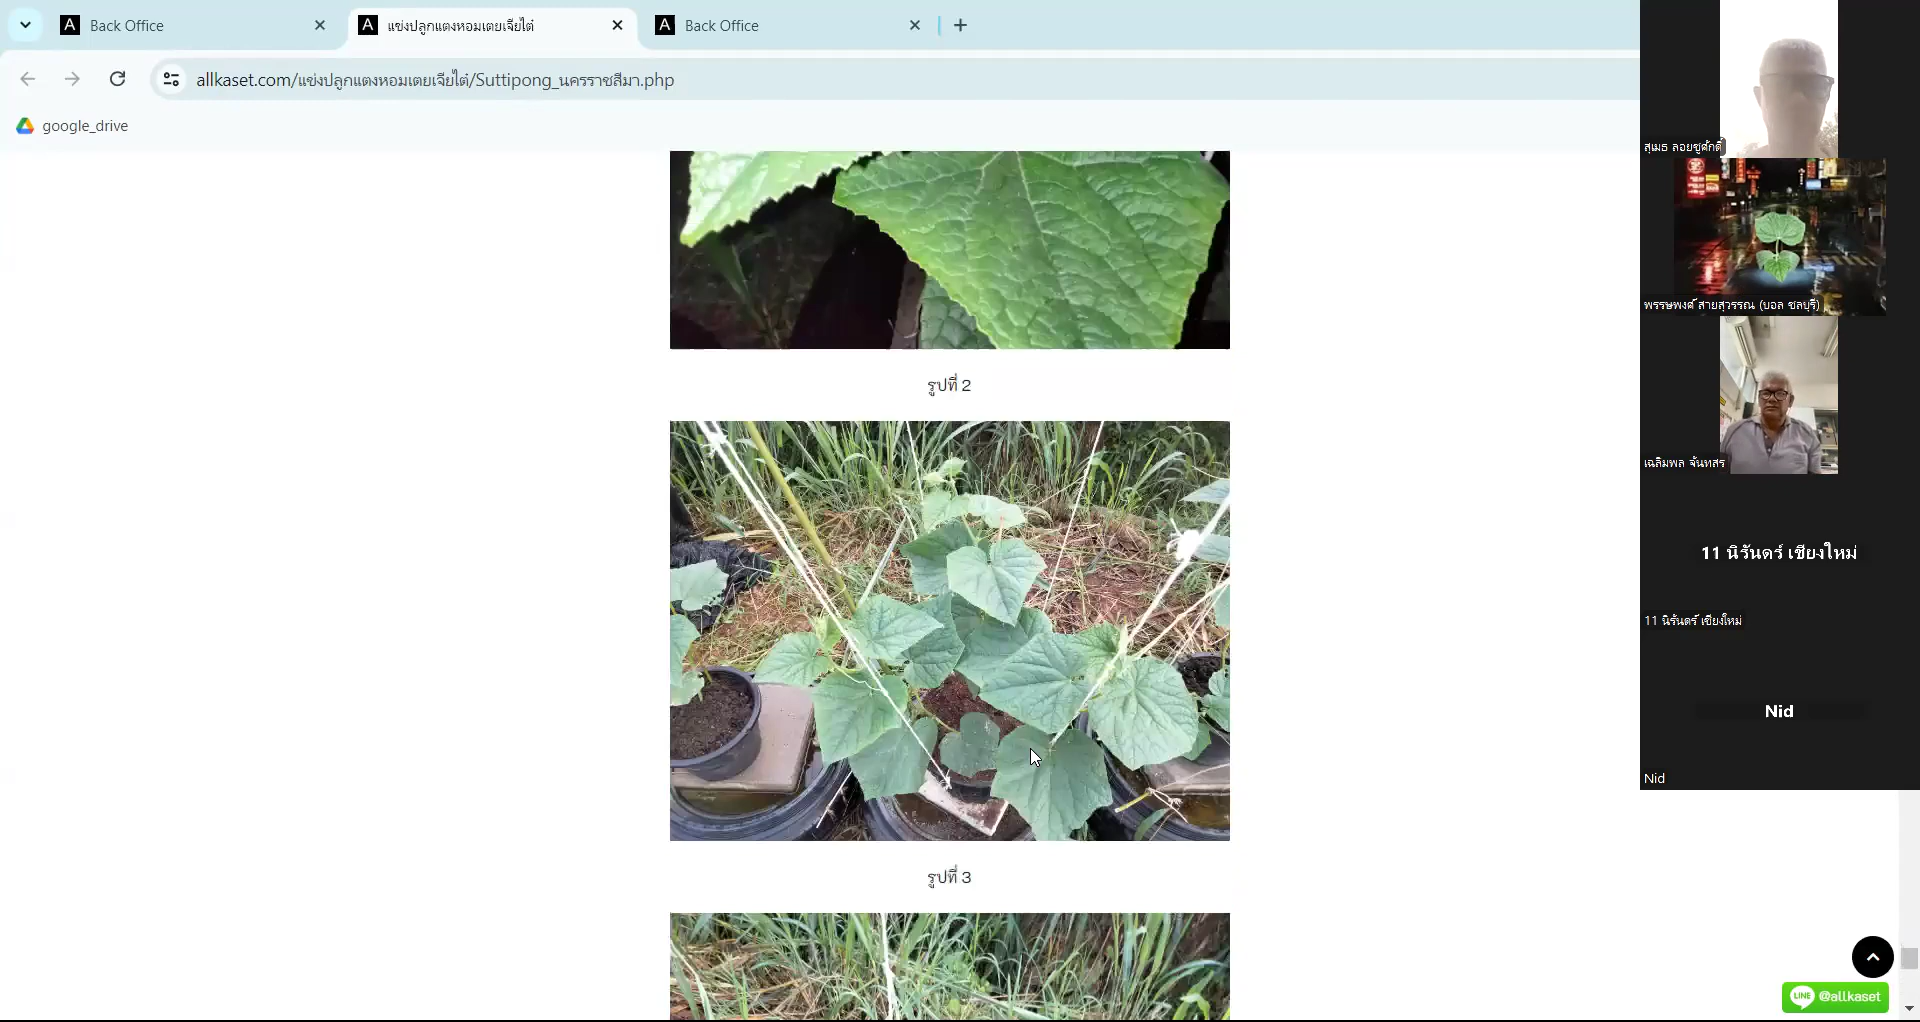 Back Office
แข่งปลูกแตงหอมเตยเจียไต๋
Back Office
allkaset.com/แข่งปลูกแตงหอมเตยเจียไต๋/Suttipong_นครราชสีมา.php
google_drive
รูปที่ 2
รูปที่ 3
สุเมธ ลอยชูศักดิ์
พรรษพงศ์ สายสุวรรณ (บอล ชลบุรี)
เฉลิมพล จันทสร
11 นิรันดร์ เชียงใหม่
11 นิรันดร์ เชียงใหม่
Nid
Nid
LINE @allkaset